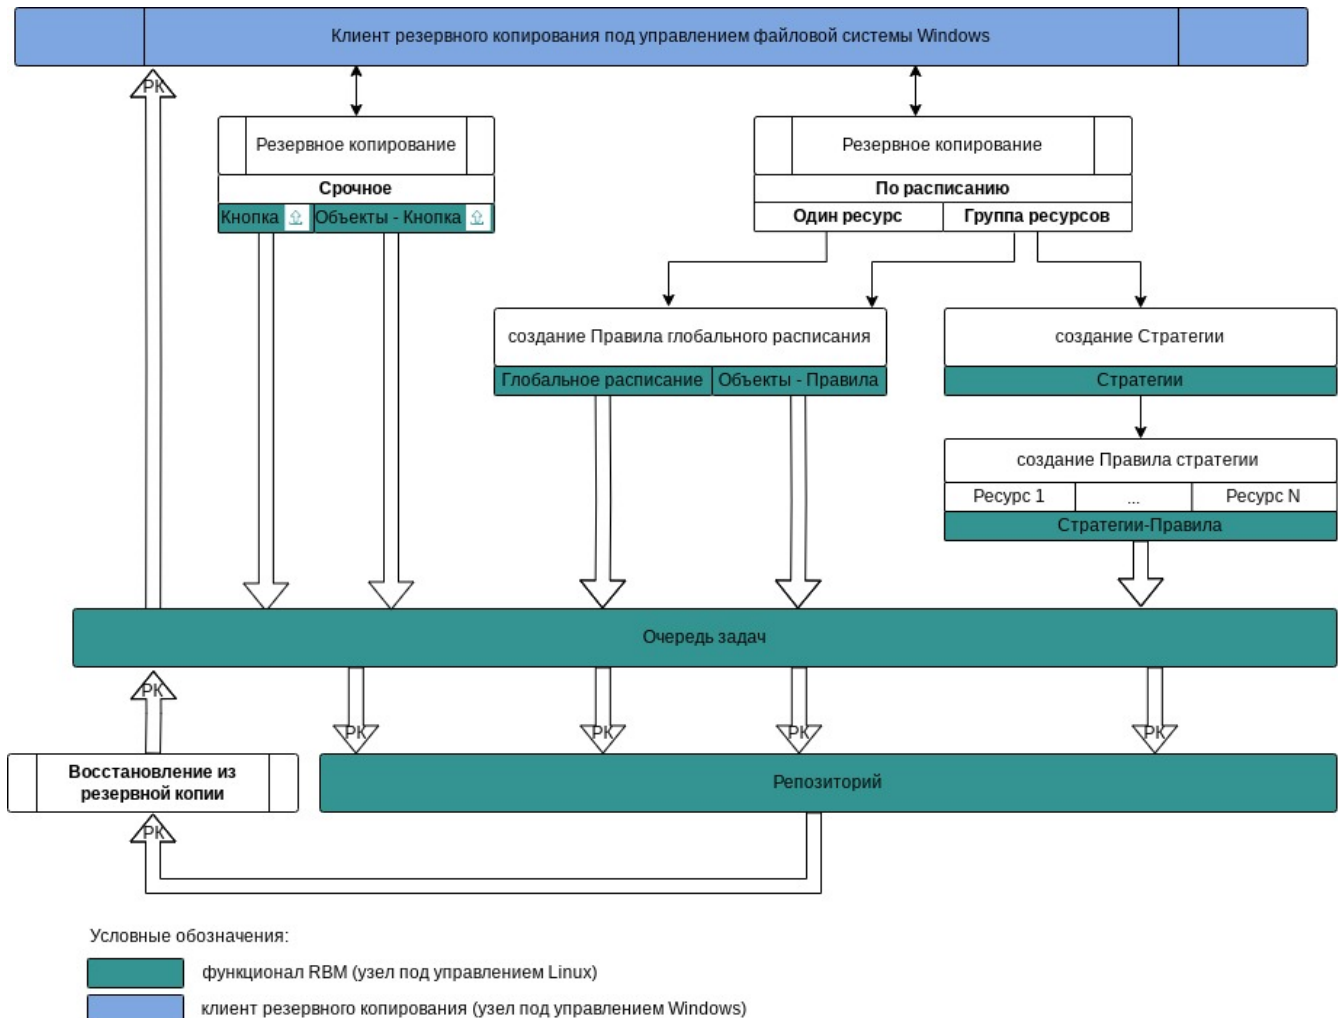 Клиент резервного копирования под управлением файловой системы Windows
РК
Резервное копирование
Срочное
Кнопка
Объекты - Кнопка
Резервное копирование
По расписанию
Один ресурс
Группа ресурсов
создание Правила глобального расписания
Глобальное расписание
Объекты - Правила
создание Стратегии
Стратегии
создание Правила стратегии
Ресурс 1
...
Ресурс N
Стратегии-Правила
Очередь задач
РК
РК
РК
РК
РК
Восстановление из
резервной копии
Репозиторий
РК
Условные обозначения:
функционал RBM (узел под управлением Linux)
клиент резервного копирования (узел под управлением Windows)